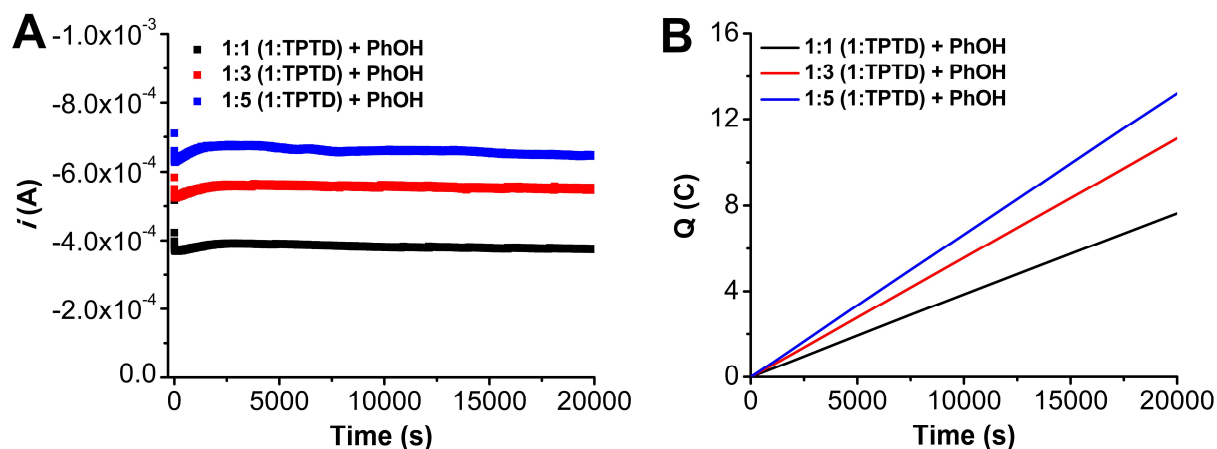 A
-1.0x10⁻³
-8.0x10⁻⁴
-6.0x10⁻⁴
-4.0x10⁻⁴
-2.0x10⁻⁴
0.0
i (A)
1:1 (1:TPTD) + PhOH
1:3 (1:TPTD) + PhOH
1:5 (1:TPTD) + PhOH
0 5000 10000 15000 20000
Time (s)
B
16
12
8
4
0
Q (C)
1:1 (1:TPTD) + PhOH
1:3 (1:TPTD) + PhOH
1:5 (1:TPTD) + PhOH
0 5000 10000 15000 20000
Time (s)